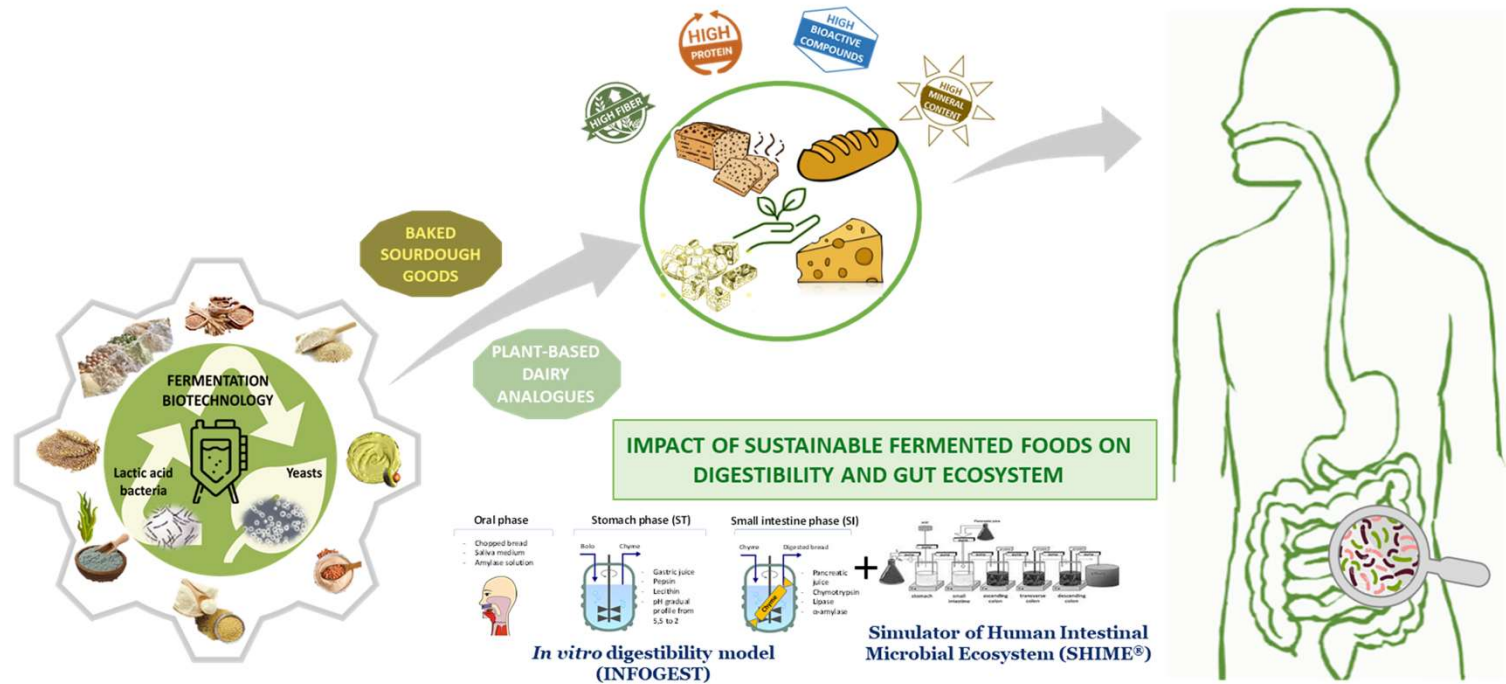 HIGH
PROTEIN
HIGH
BIOACTIVE
COMPOUNDS
HIGH FIBER
HIGH
MINERAL
CONTENT
BAKED
SOURDOUGH
GOODS
PLANT-BASED
DAIRY
ANALOGUES
FERMENTATION
BIOTECHNOLOGY
Lactic acid
bacteria
Yeasts
IMPACT OF SUSTAINABLE FERMENTED FOODS ON
DIGESTIBILITY AND GUT ECOSYSTEM
Oral phase
- Chopped bread
- Saliva medium
- Amylase solution
Stomach phase (ST)
Bolo
Chyme
- Gastric juice
- Pepsin
- Lecithin
- pH gradual
profile from
5,5 to 2
Small intestine phase (SI)
Chyme
Digested bread
Chyme
- Pancreatic
juice
- Chymotrypsin
- Lipase
- α-amylase
+
stomach
small
intestine
ascending
colon
transverse
colon
descending
colon
In vitro digestibility model
(INFOGEST)
Simulator of Human Intestinal
Microbial Ecosystem (SHIME®)